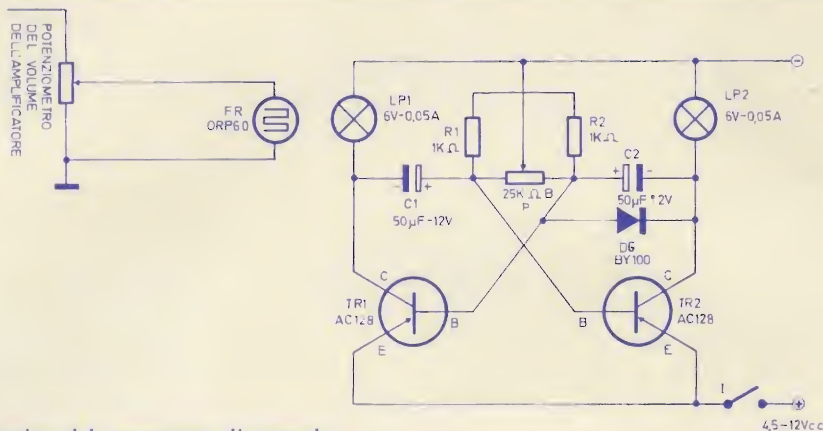 POTENZIOMETRO
DEL VOLUME
DELL'AMPLIFICATORE
FR
ORP60
LP1
6V-0,05A
R1
1KΩ
R2
1KΩ
LP2
6V-0,05A
C2
+ -
50µF
- +
C1
50µF-12V
25KΩ B
P
DG
BY100
C
TR1
AC128
B
E
C
TR2
AC128
B
E
I
-
+
4,5-12Vcc